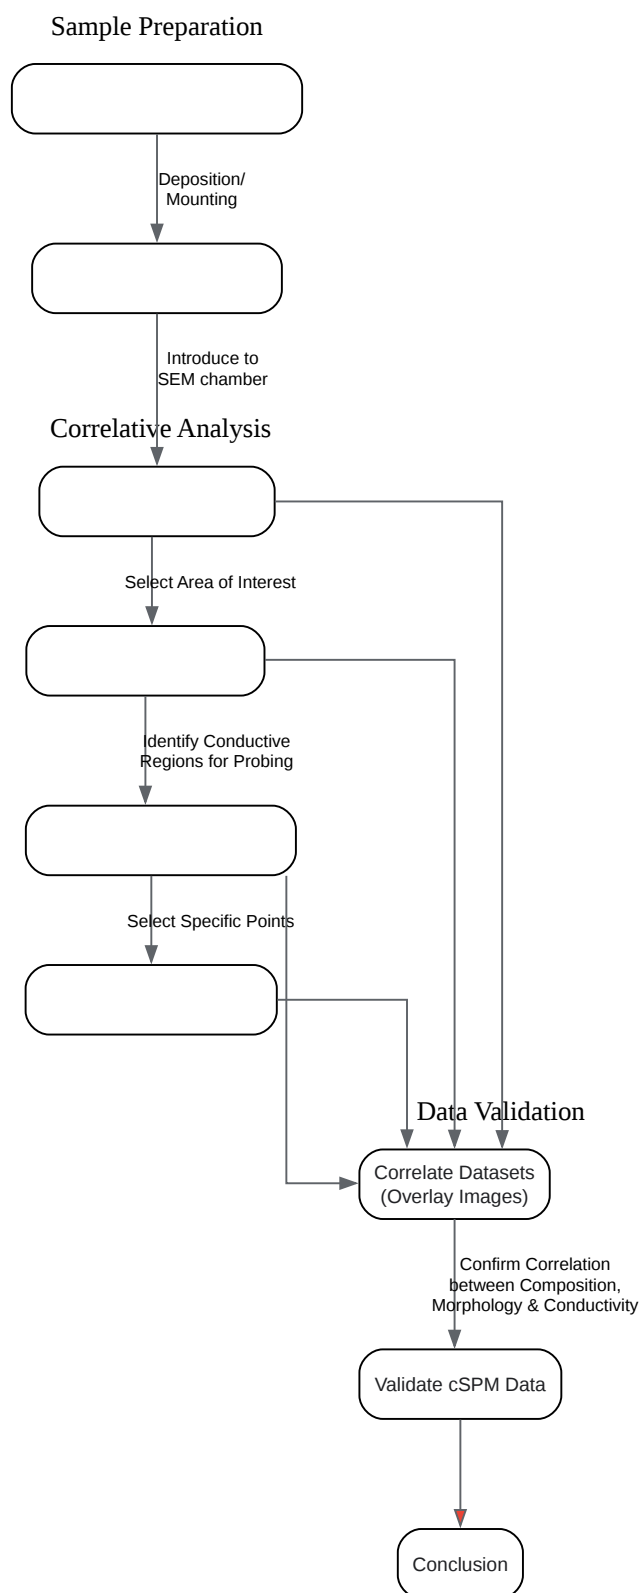 Sample Preparation
Deposition/
Mounting
Introduce to
SEM chamber
Correlative Analysis
Select Area of Interest
Identify Conductive
Regions for Probing
Select Specific Points
Data Validation
Correlate Datasets
(Overlay Images)
Confirm Correlation
between Composition,
Morphology & Conductivity
Validate cSPM Data
Conclusion